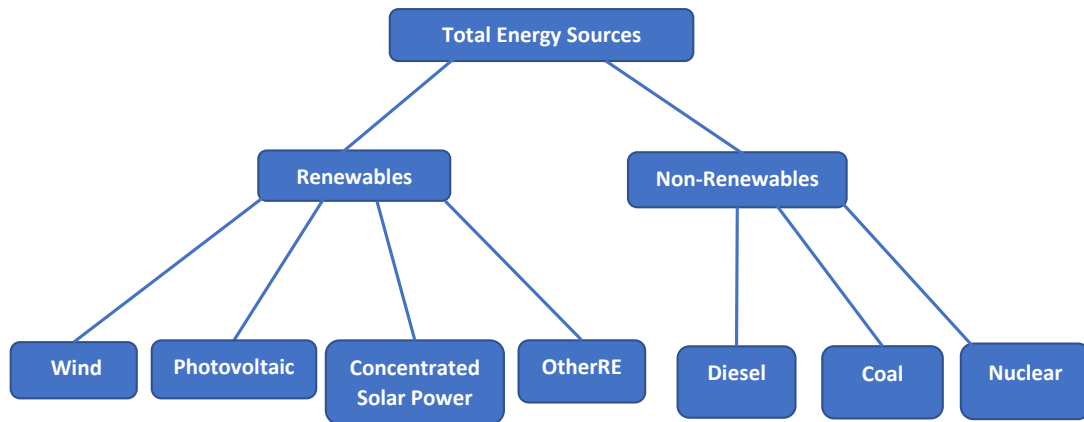 Total Energy Sources
Renewables
Non-Renewables
Wind
Photovoltaic
Concentrated
Solar Power
OtherRE
Diesel
Coal
Nuclear